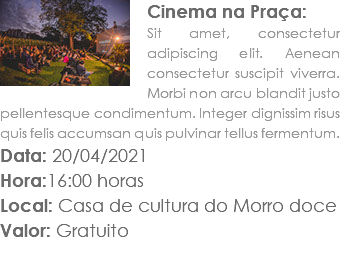 Cinema na Praça:
Sit amet, consectetur
adipiscing elit. Aenean
consectetur suscipit viverra.
Morbi non arcu blandit justo
pellentesque condimentum. Integer dignissim risus
quis felis accumsan quis pulvinar tellus fermentum.
Data: 20/04/2021
Hora:16:00 horas
Local: Casa de cultura do Morro doce
Valor: Gratuito